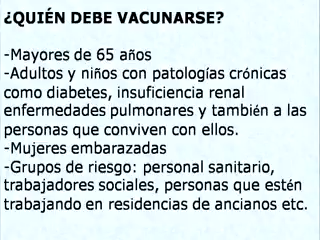 ¿QUIÉN DEBE VACUNARSE?
-Mayores de 65 años
-Adultos y niños con patologías crónicas
como diabetes, insuficiencia renal
enfermedades pulmonares y también a las
personas que conviven con ellos.
-Mujeres embarazadas
-Grupos de riesgo: personal sanitario,
trabajadores sociales, personas que estén
trabajando en residencias de ancianos etc.